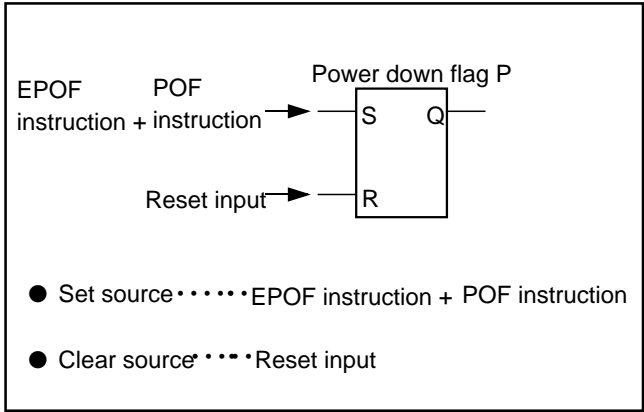 Power down flag P
EPOF POF
instruction + instruction
S Q
Reset input R
● Set source ······ EPOF instruction + POF instruction
● Clear source ····· Reset input